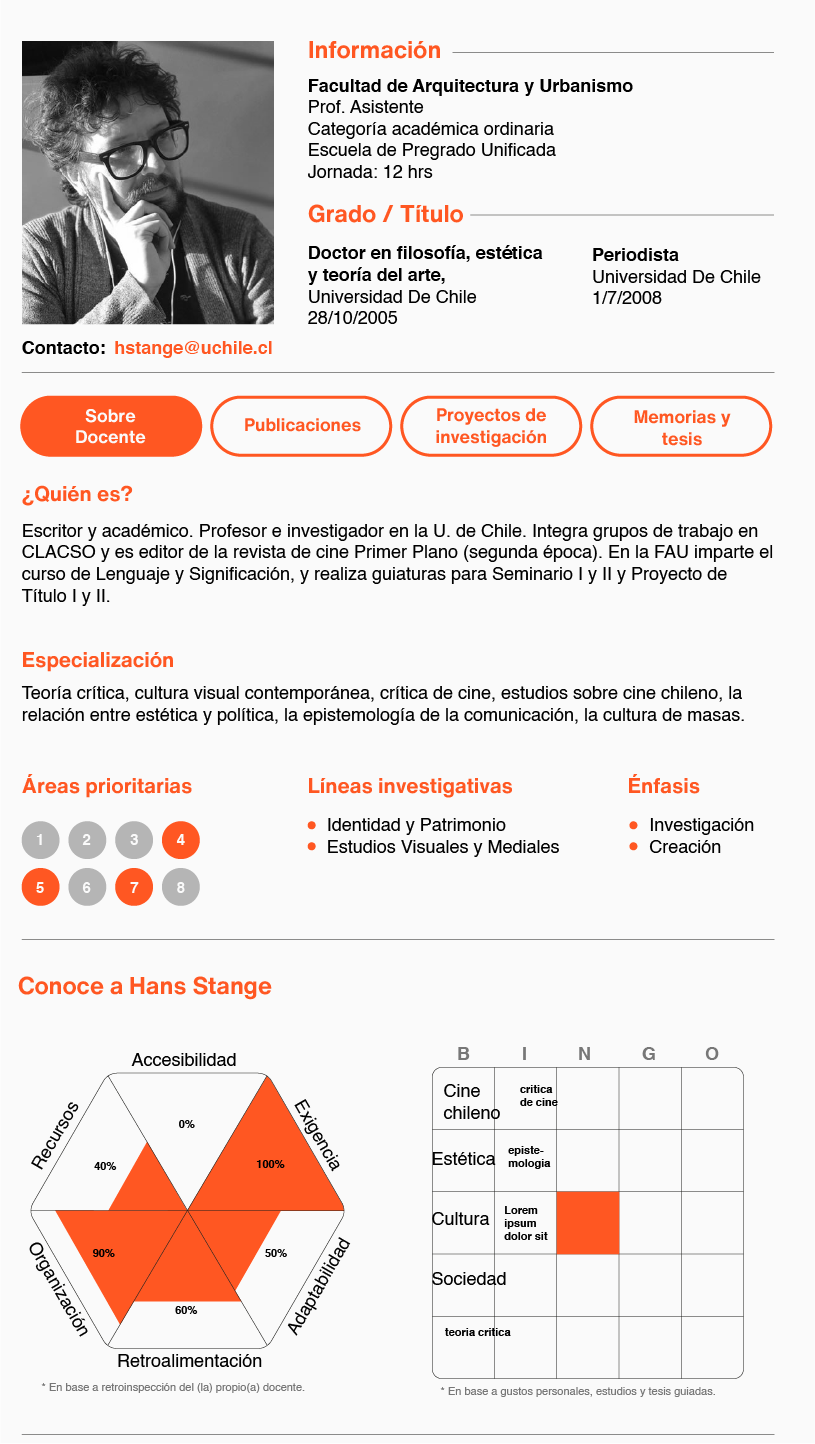 Información
Facultad de Arquitectura y Urbanismo
Prof. Asistente
Categoría académica ordinaria
Escuela de Pregrado Unificada
Jornada: 12 hrs
Grado / Título
Doctor en filosofía, estética
y teoría del arte,
Universidad De Chile
28/10/2005
Periodista
Universidad De Chile
1/7/2008
Contacto: hstange@uchile.cl
Sobre
Docente
Publicaciones
Proyectos de
investigación
Memorias y
tesis
¿Quién es?
Escritor y académico. Profesor e investigador en la U. de Chile. Integra grupos de trabajo en
CLACSO y es editor de la revista de cine Primer Plano (segunda época). En la FAU imparte el
curso de Lenguaje y Significación, y realiza guiaturas para Seminario I y II y Proyecto de
Título I y II.
Especialización
Teoría crítica, cultura visual contemporánea, crítica de cine, estudios sobre cine chileno, la
relación entre estética y política, la epistemología de la comunicación, la cultura de masas.
Áreas prioritarias
1 2 3 4
5 6 7 8
Líneas investigativas
Identidad y Patrimonio
Estudios Visuales y Mediales
Énfasis
Investigación
Creación
Conoce a Hans Stange
Accesibilidad
0%
Exigencia
100%
Recursos
40%
Organización
90%
50%
Adaptabilidad
60%
Retroalimentación
* En base a retroinspección del (la) propio(a) docente.
B I N G O
Cine
chileno
critica
de cine
Estética
episte-
mologia
Cultura
Lorem
ipsum
dolor sit
Sociedad
teoria critica
* En base a gustos personales, estudios y tesis guiadas.